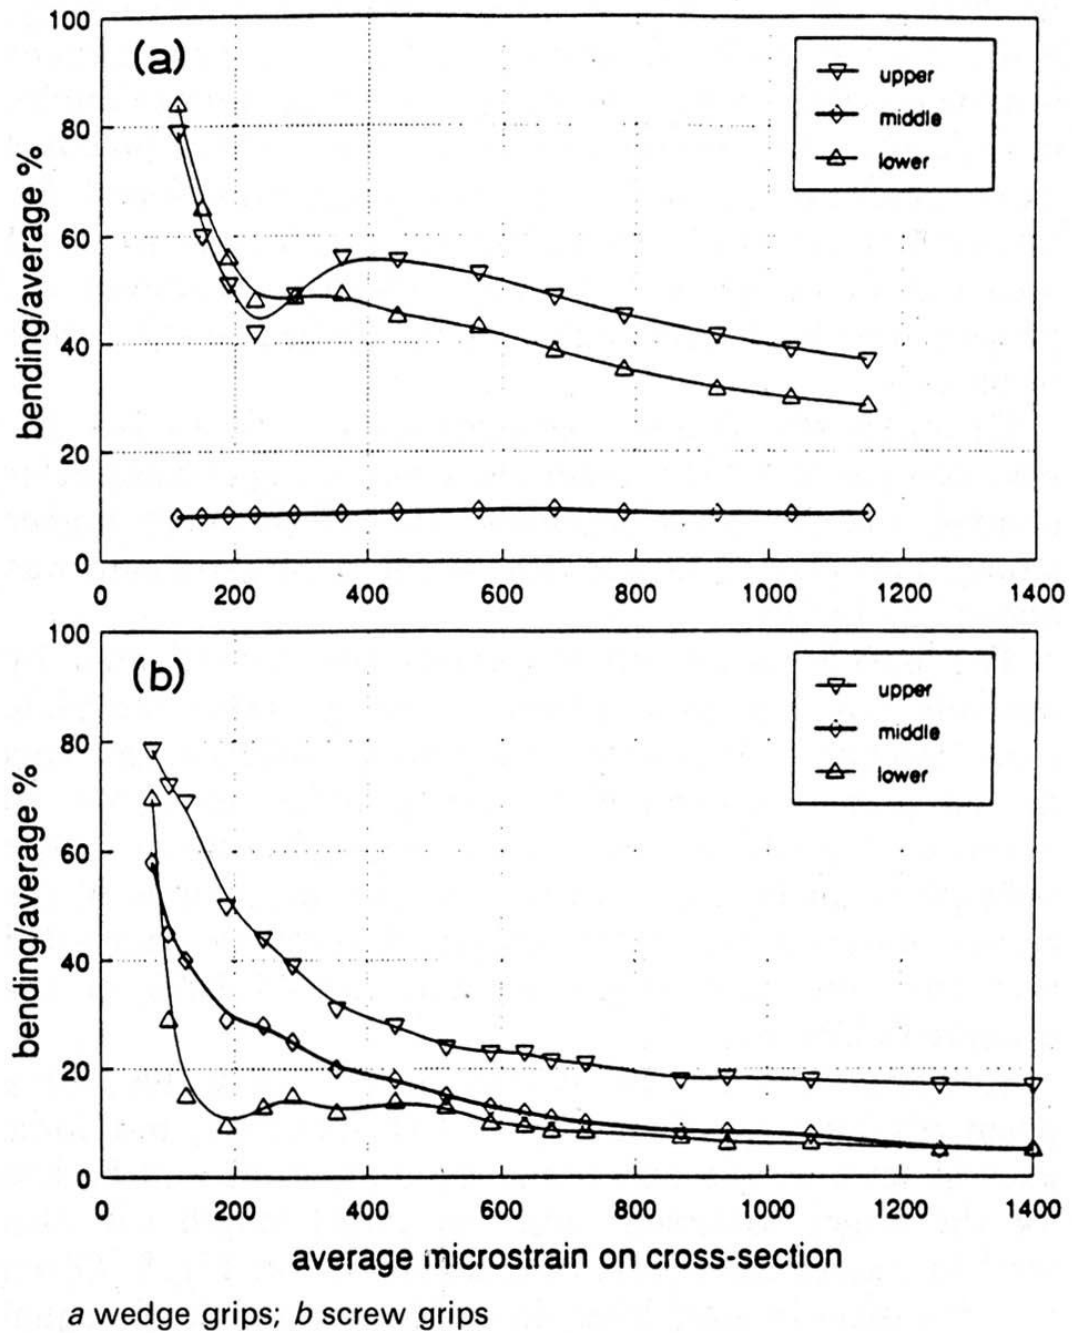 100
80
60
40
20
0
bending/average %
(a)
upper
middle
lower
0 200 400 600 800 1000 1200 1400
100
80
60
40
20
0
bending/average %
(b)
upper
middle
lower
0 200 400 600 800 1000 1200 1400
average microstrain on cross-section
a wedge grips; b screw grips